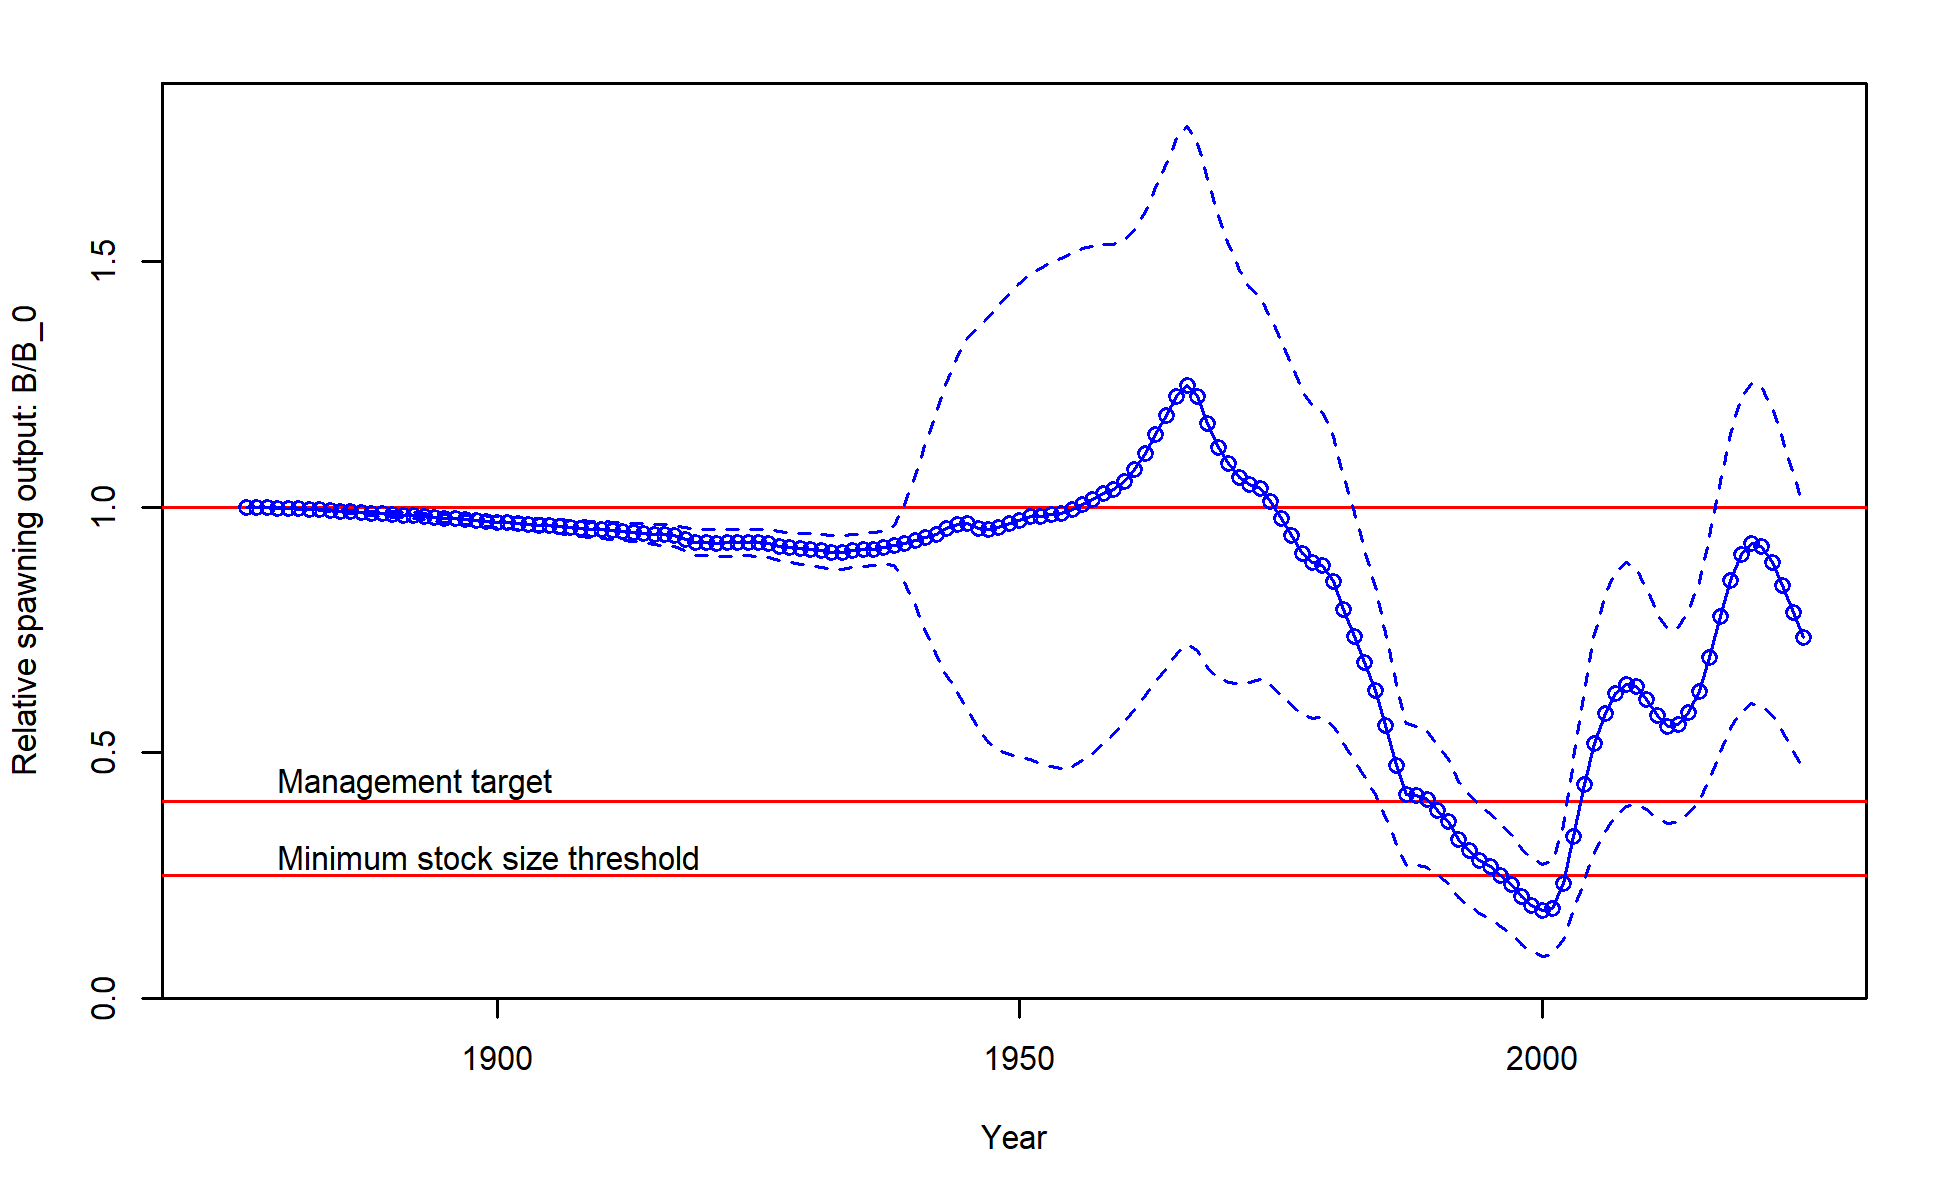 Relative spawning output: B/B_0
1.5
1.0
0.5
0.0
Management target
Minimum stock size threshold
1900
1950
2000
Year